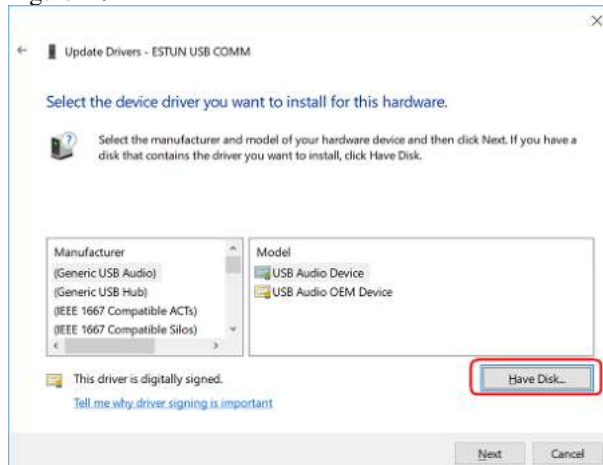 Update Drivers - ESTUN USB COMM
Select the device driver you want to install for this hardware.
Select the manufacturer and model of your hardware device and then click Next. If you have a
disk that contains the driver you want to install, click Have Disk.
Manufacturer
(Generic USB Audio)
(Generic USB Hub)
(IEEE 1667 Compatible ACTs)
(IEEE 1667 Compatible Silos)
Model
USB Audio Device
USB Audio OEM Device
This driver is digitally signed.
Have Disk...
Tell me why driver signing is important
Next
Cancel